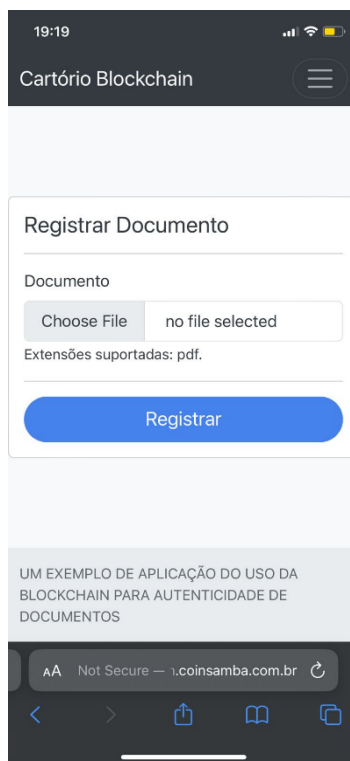 19:19
Cartório Blockchain
Registrar Documento
Documento
Choose File no file selected
Extensões suportadas: pdf.
Registrar
UM EXEMPLO DE APLICAÇÃO DO USO DA
BLOCKCHAIN PARA AUTENTICIDADE DE
DOCUMENTOS
AA Not Secure — .coinsamba.com.br